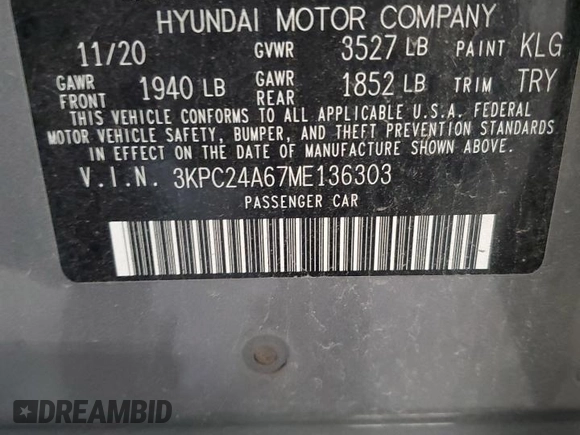 HYUNDAI MOTOR COMPANY
11/20 GVWR 3527 LB PAINT KLG
GAWR FRONT 1940 LB GAWR REAR 1852 LB TRIM TRY
THIS VEHICLE CONFORMS TO ALL APPLICABLE U.S.A. FEDERAL
MOTOR VEHICLE SAFETY, BUMPER, AND THEFT PREVENTION STANDARDS
IN EFFECT ON THE DATE OF MANUFACTURE SHOWN ABOVE.
V.I.N. 3KPC24A67ME136303
PASSENGER CAR
DREAMBID